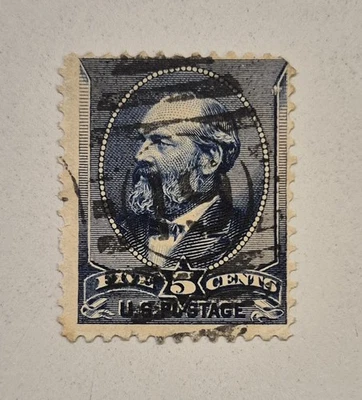 FIVE 5 CENTS
U.S. POSTAGE